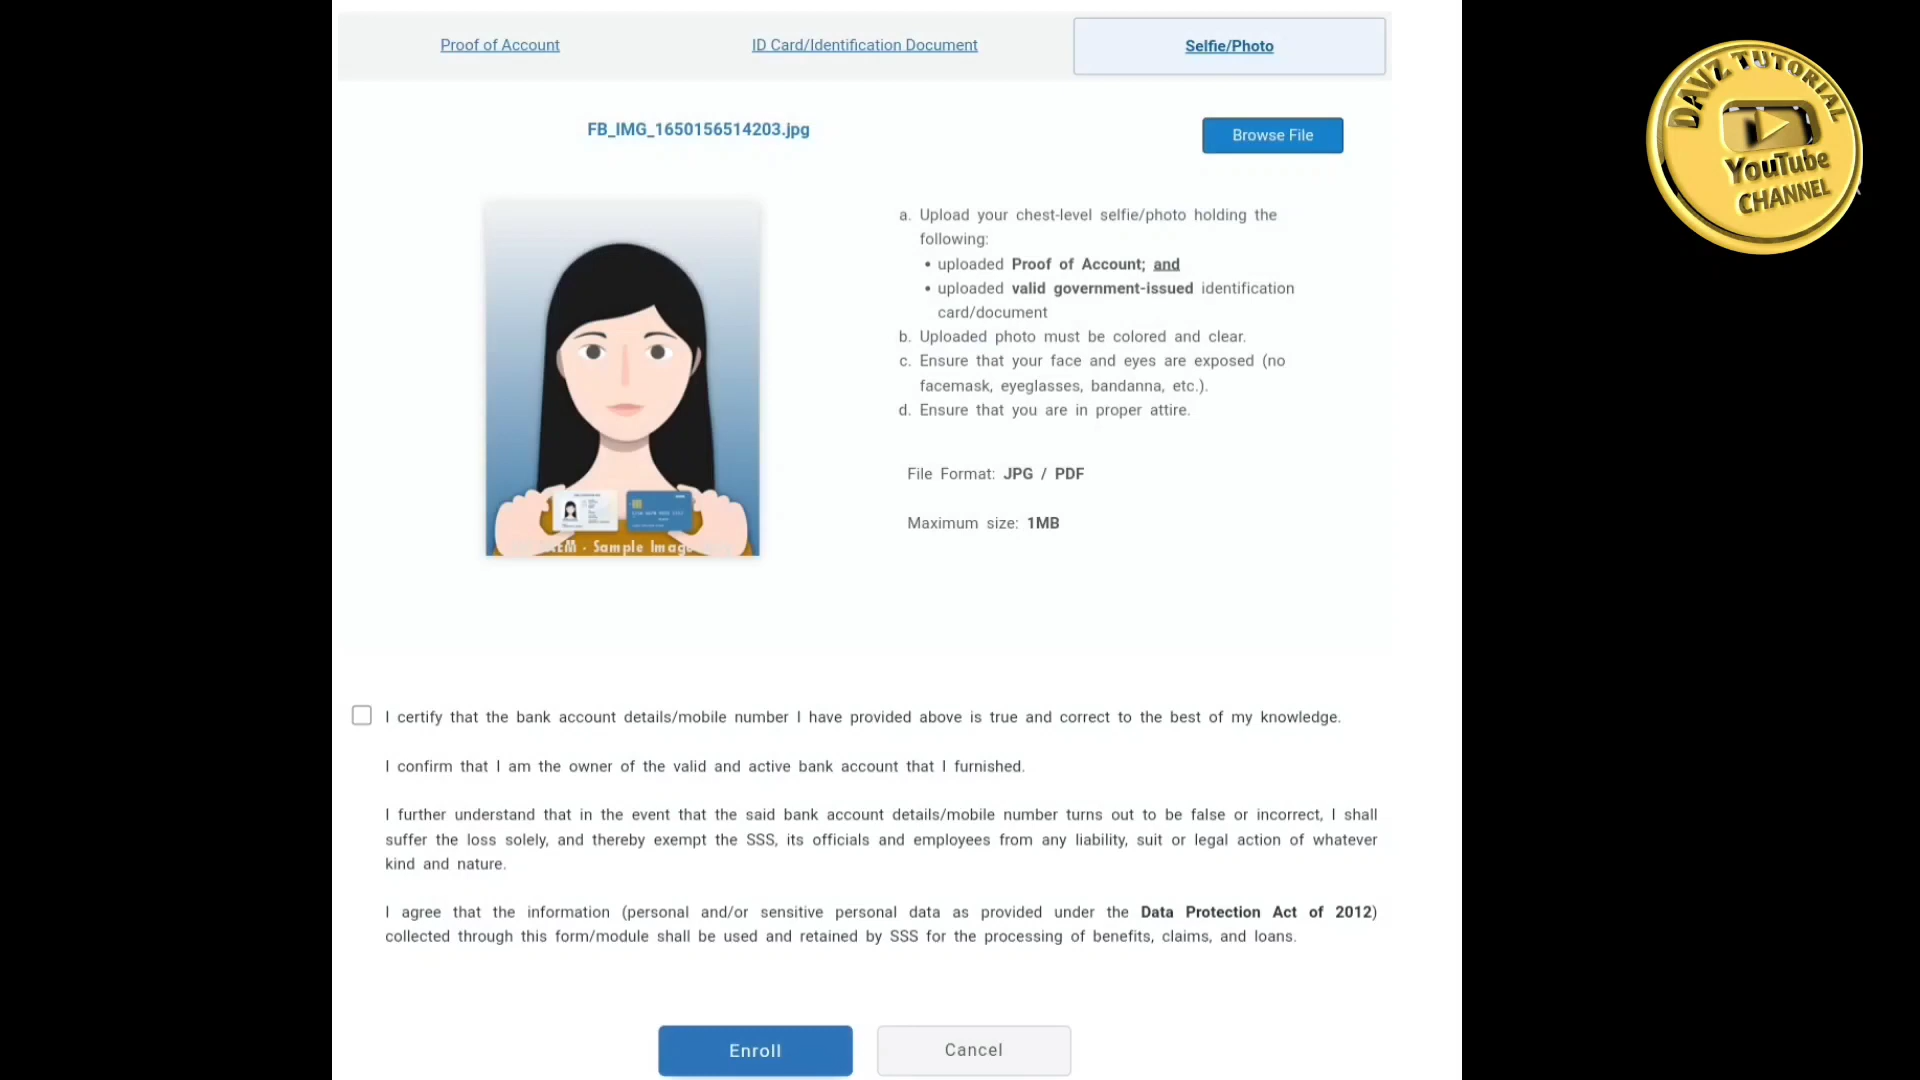 Proof of Account
ID Card/Identification Document
Selfie/Photo
FB_IMG_1650156514203.jpg
Browse File
a. Upload your chest-level selfie/photo holding the
following:
• uploaded Proof of Account; and
• uploaded valid government-issued identification
card/document
b. Uploaded photo must be colored and clear.
c. Ensure that your face and eyes are exposed (no
facemask, eyeglasses, bandanna, etc.).
d. Ensure that you are in proper attire.
File Format: JPG / PDF
Maximum size: 1MB
- Sample Image
I certify that the bank account details/mobile number I have provided above is true and correct to the best of my knowledge.
I confirm that I am the owner of the valid and active bank account that I furnished.
I further understand that in the event that the said bank account details/mobile number turns out to be false or incorrect, I shall
suffer the loss solely, and thereby exempt the SSS, its officials and employees from any liability, suit or legal action of whatever
kind and nature.
I agree that the information (personal and/or sensitive personal data as provided under the Data Protection Act of 2012)
collected through this form/module shall be used and retained by SSS for the processing of benefits, claims, and loans.
Enroll
Cancel
DAVZ TUTORIAL
YouTube
CHANNEL